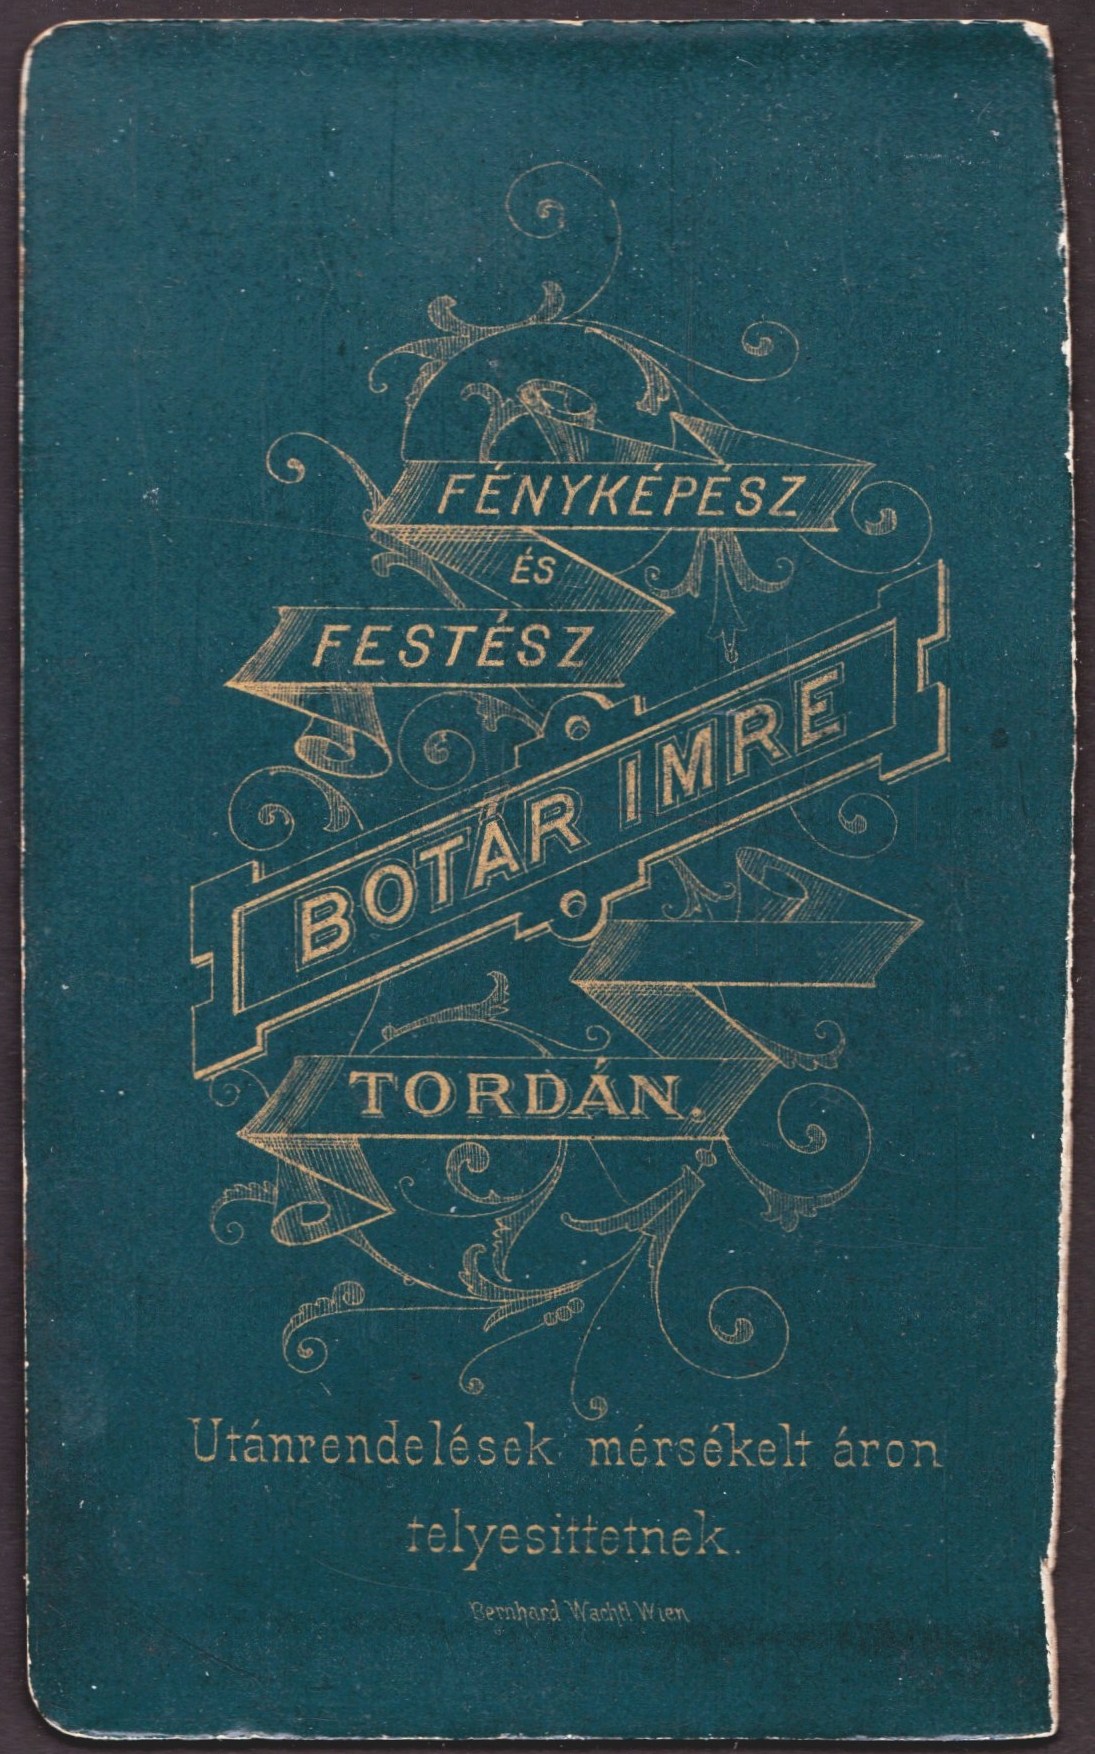 FÉNYKÉPÉSZ
ÉS
FESTÉSZ
BOTÁR IMRE
TORDÁN.
Utánrendelések mérsékelt áron
telyesittetnek.
Bernhard Wachtl Wien